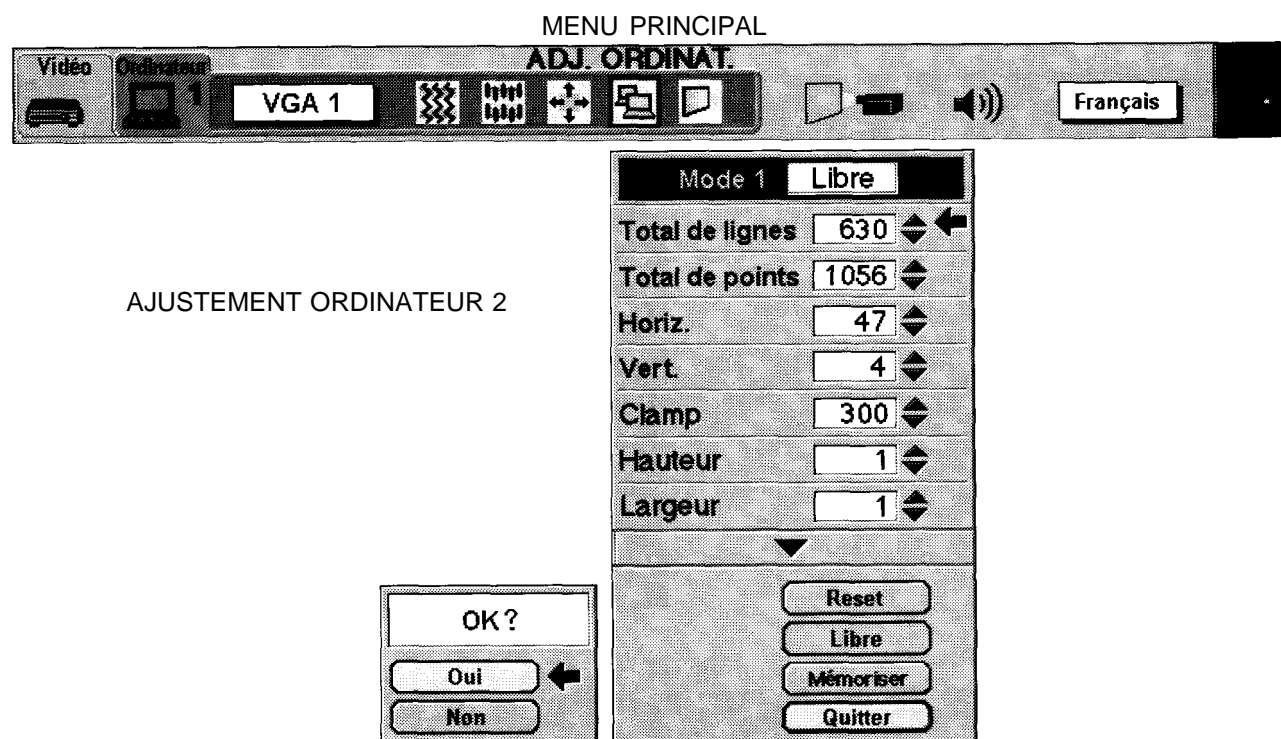 MENU PRINCIPAL
ADJ. ORDINAT.
Vidéo Ordinateur 1 VGA 1 Français
Mode 1 Libre
Total de lignes 630
Total de points 1056
AJUSTEMENT ORDINATEUR 2
Horiz. 47
Vert. 4
Clamp 300
Hauteur 1
Largeur 1
Reset
OK?
Libre
Oui
Mémoriser
Non
Quitter